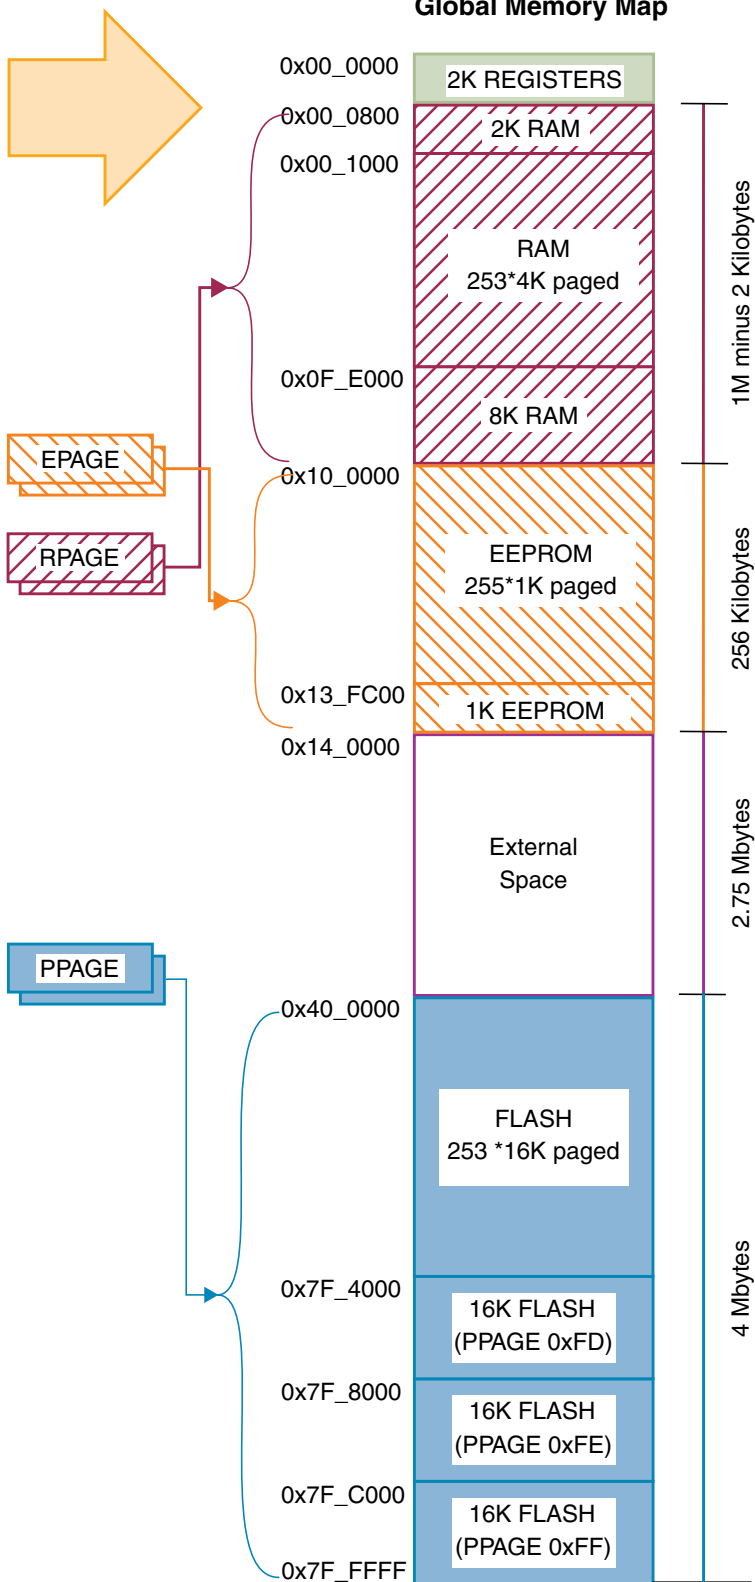 Global Memory Map
0x00_0000
2K REGISTERS
0x00_0800
2K RAM
0x00_1000
RAM
253*4K paged
1M minus 2 Kilobytes
0x0F_E000
8K RAM
EPAGE
0x10_0000
RPAGE
EEPROM
255*1K paged
256 Kilobytes
0x13_FC00
1K EEPROM
0x14_0000
External
Space
2.75 Mbytes
PPAGE
0x40_0000
FLASH
253 *16K paged
4 Mbytes
0x7F_4000
16K FLASH
(PPAGE 0xFD)
0x7F_8000
16K FLASH
(PPAGE 0xFE)
0x7F_C000
16K FLASH
(PPAGE 0xFF)
0x7F_FFFF